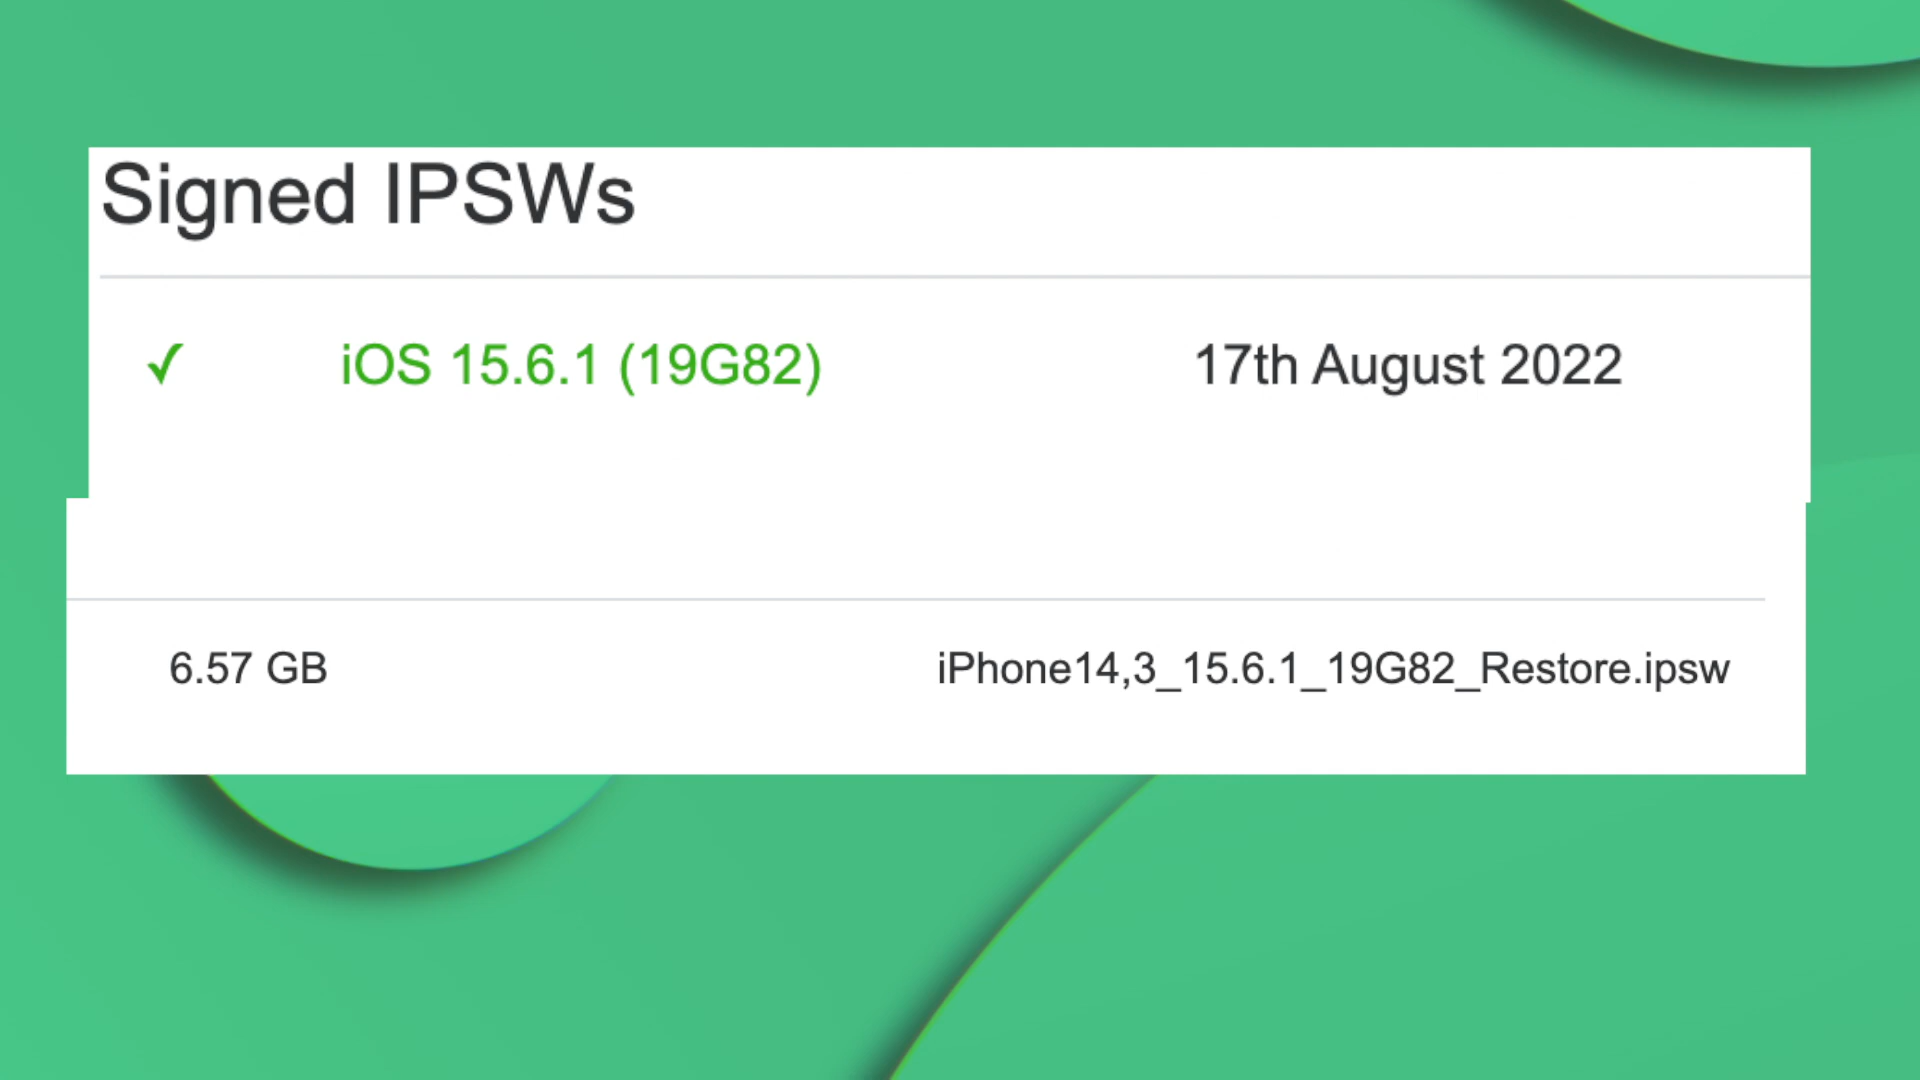 Signed IPSWs
✓ iOS 15.6.1 (19G82) 17th August 2022
6.57 GB iPhone14,3_15.6.1_19G82_Restore.ipsw